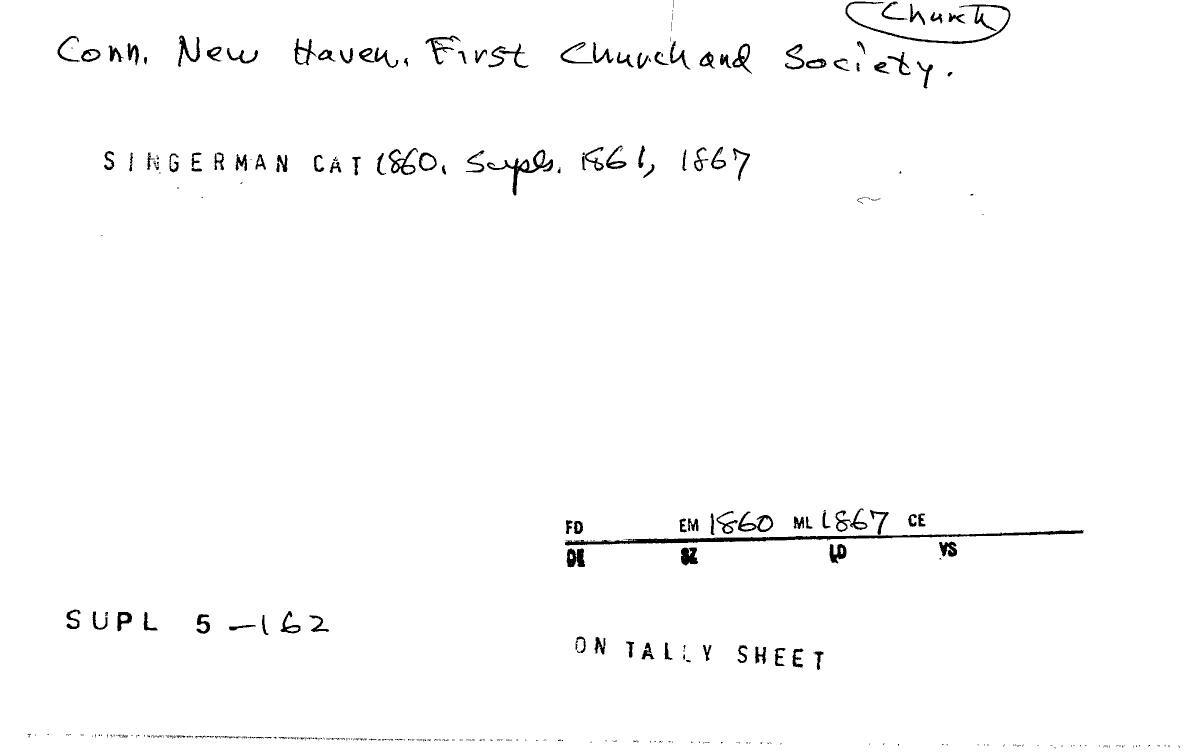 Church
Conn. New Haven. First Church and Society.
SINGERMAN CAT 1860. Supls. 1861, 1867
FD EM 1860 ML 1867 CE
DE SZ LD VS
SUPL 5 -162
ON TALLY SHEET